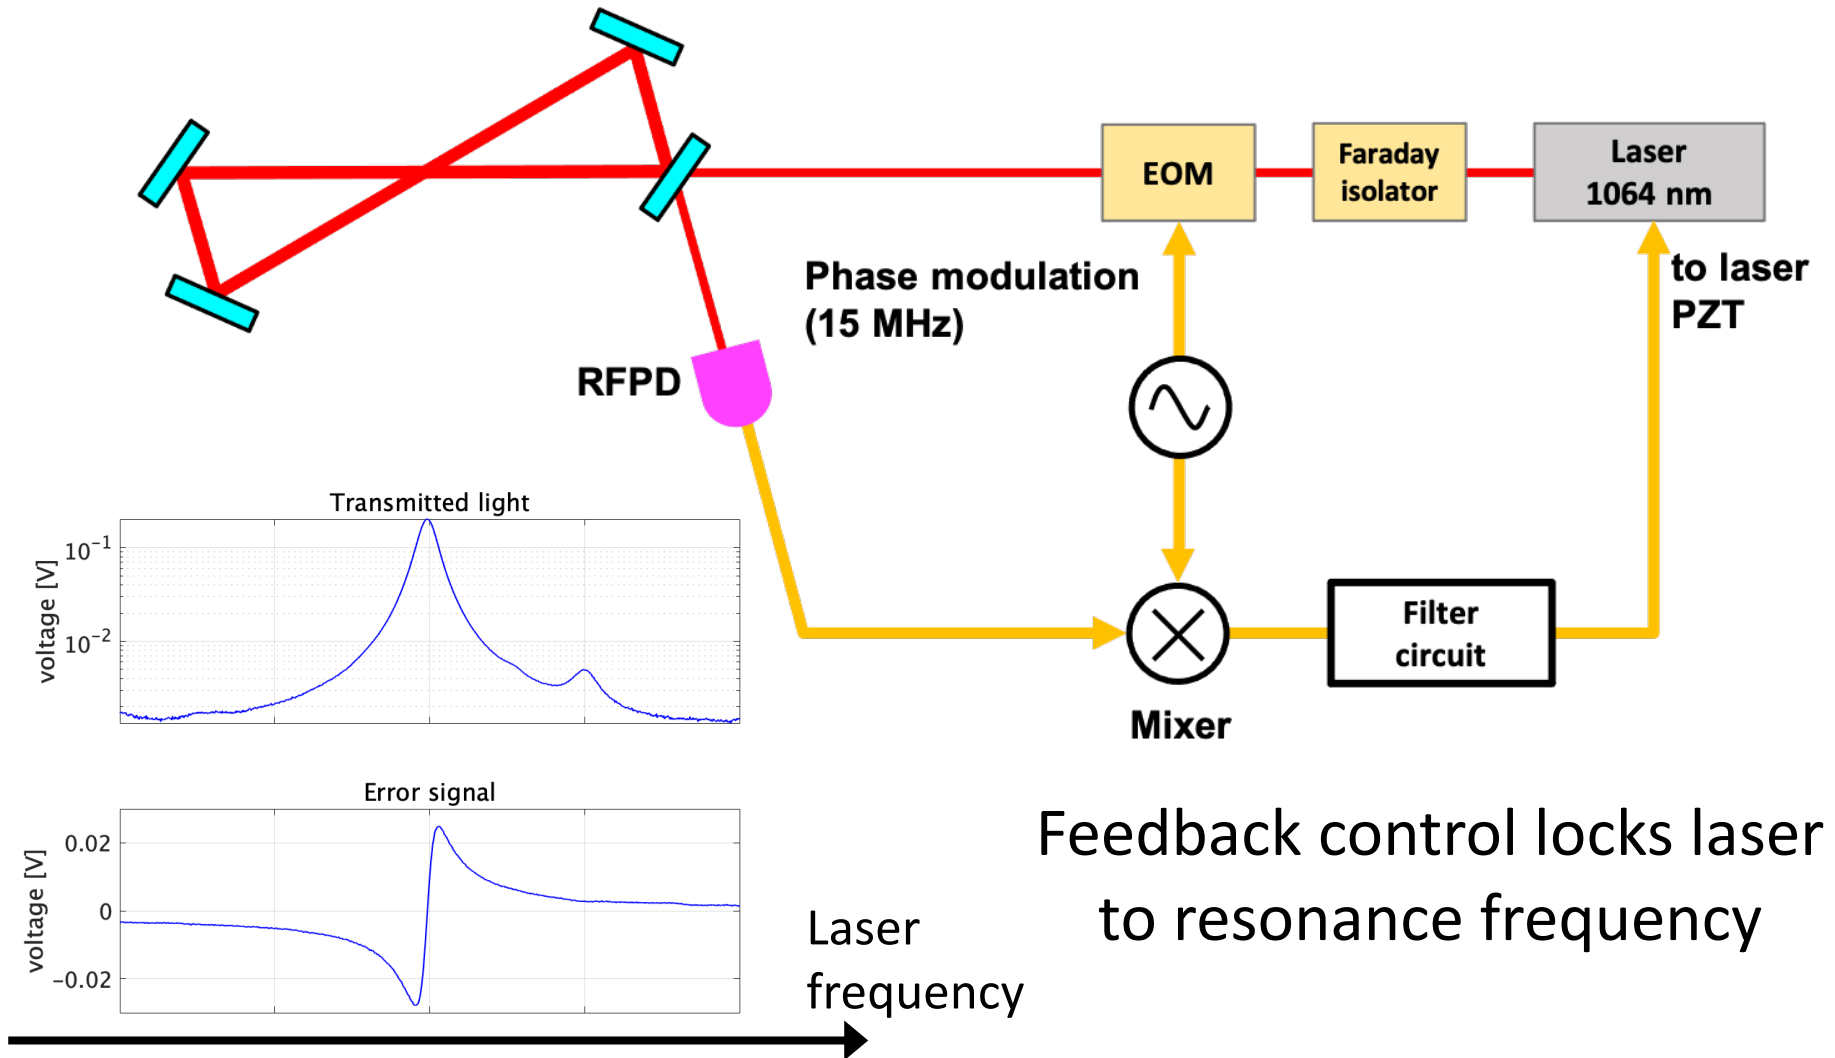 EOM
Faraday
isolator
Laser
1064 nm
Phase modulation
(15 MHz)
to laser
PZT
RFPD
Transmitted light
voltage [V]
10⁻¹
10⁻²
Filter
circuit
Mixer
Error signal
voltage [V]
0.02
0
−0.02
Laser
frequency
Feedback control locks laser
to resonance frequency